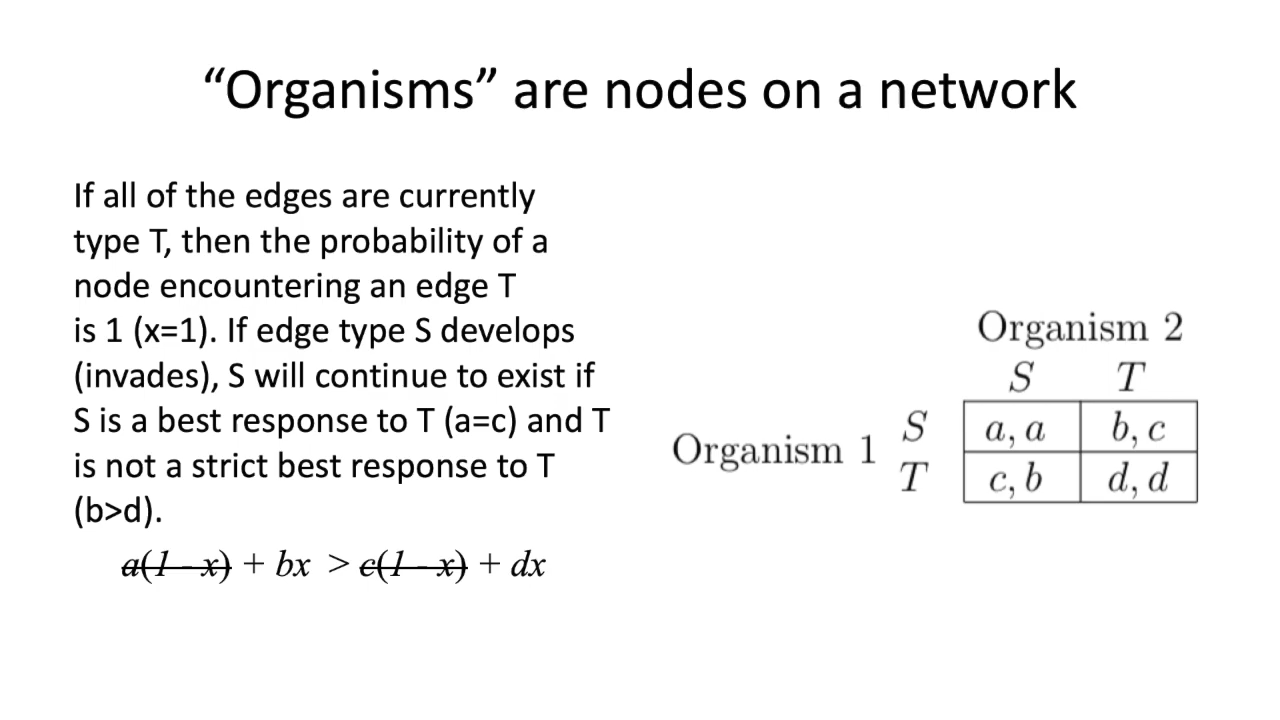 “Organisms” are nodes on a network
If all of the edges are currently
type T, then the probability of a
node encountering an edge T
is 1 (x=1). If edge type S develops
(invades), S will continue to exist if
S is a best response to T (a=c) and T
is not a strict best response to T
(b>d).
a(1 - x) + bx > c(1 - x) + dx
Organism 2
S T
Organism 1
S a, a b, c
T c, b d, d